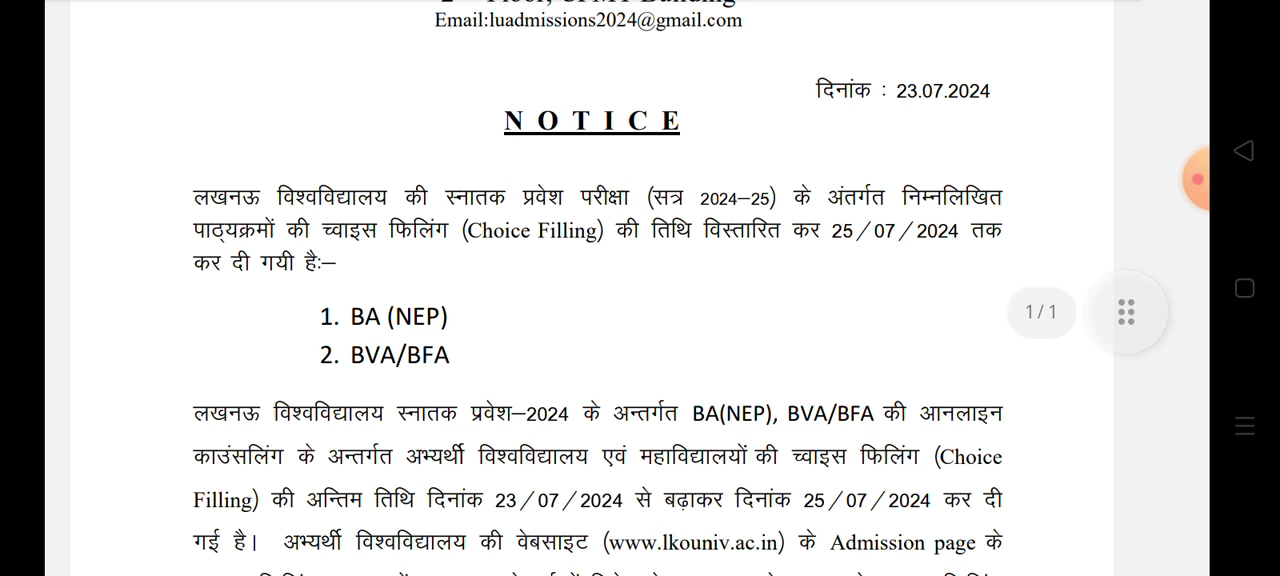 Email:luadmissions2024@gmail.com
दिनांक : 23.07.2024
N O T I C E
लखनऊ विश्वविद्यालय की स्नातक प्रवेश परीक्षा (सत्र 2024–25) के अंतर्गत निम्नलिखित
पाठ्यक्रमों की च्वाइस फिलिंग (Choice Filling) की तिथि विस्तारित कर 25/07/2024 तक
कर दी गयी है:–
1. BA (NEP)
1/1
2. BVA/BFA
लखनऊ विश्वविद्यालय स्नातक प्रवेश–2024 के अन्तर्गत BA(NEP), BVA/BFA की आनलाइन
काउंसलिंग के अन्तर्गत अभ्यर्थी विश्वविद्यालय एवं महाविद्यालयों की च्वाइस फिलिंग (Choice
Filling) की अन्तिम तिथि दिनांक 23/07/2024 से बढ़ाकर दिनांक 25/07/2024 कर दी
गई है। अभ्यर्थी विश्वविद्यालय की वेबसाइट (www.lkouniv.ac.in) के Admission page के